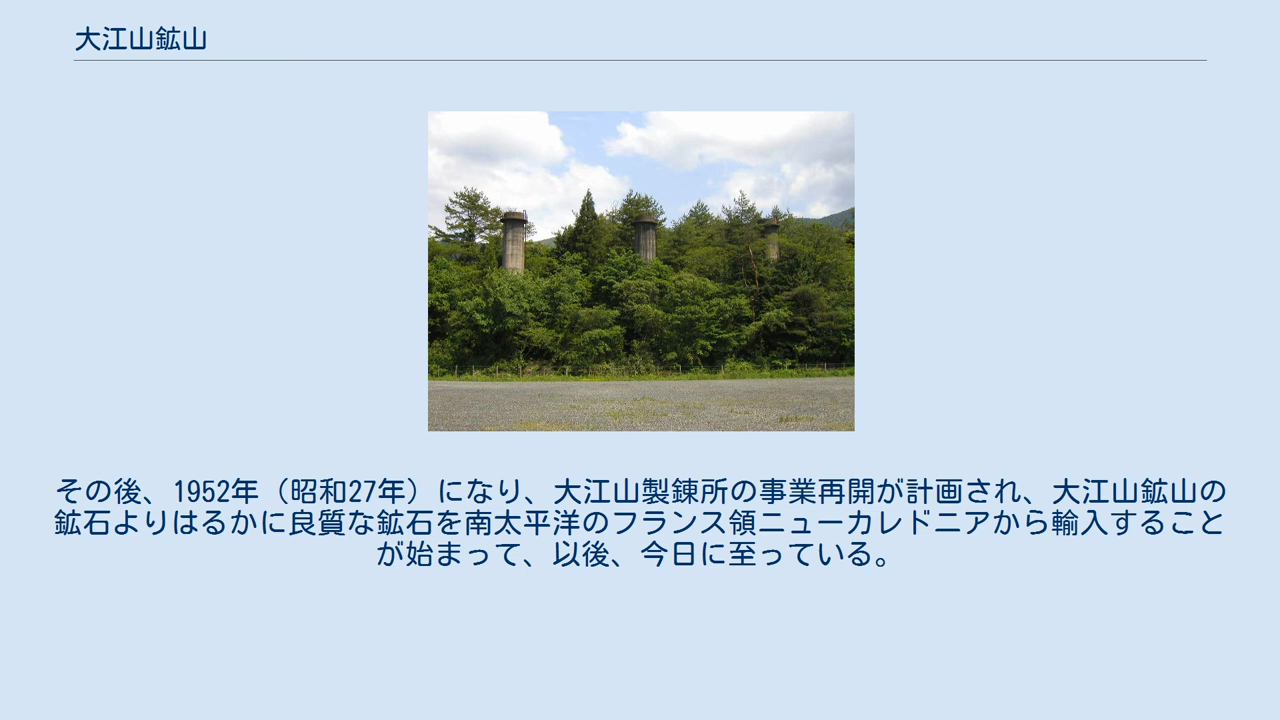 大江山鉱山
その後、1952年（昭和27年）になり、大江山製錬所の事業再開が計画され、大江山鉱山の
鉱石よりはるかに良質な鉱石を南太平洋のフランス領ニューカレドニアから輸入すること
が始まって、以後、今日に至っている。